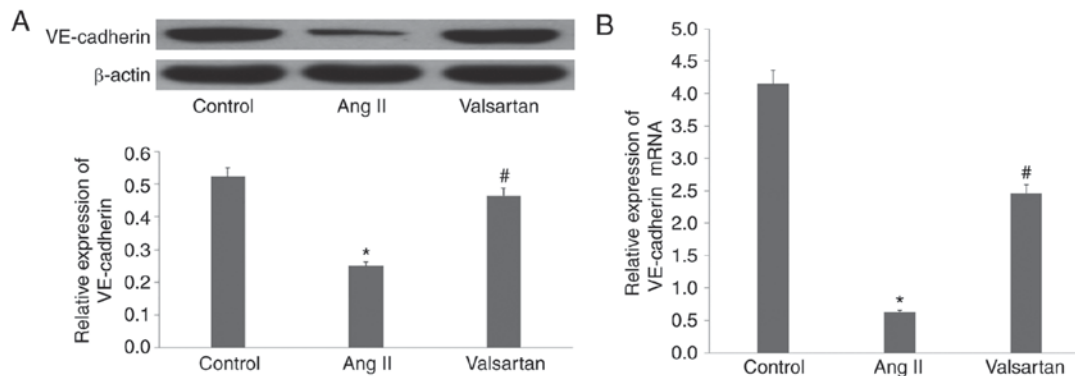 A
VE-cadherin
β-actin
Control Ang II Valsartan
Relative expression of
VE-cadherin
0.6
0.5
0.4
0.3
0.2
0.1
0.0
*
#
Control Ang II Valsartan
B
Relative expression of
VE-cadherin mRNA
5.0
4.5
4.0
3.5
3.0
2.5
2.0
1.5
1.0
0.5
0.0
*
#
Control Ang II Valsartan